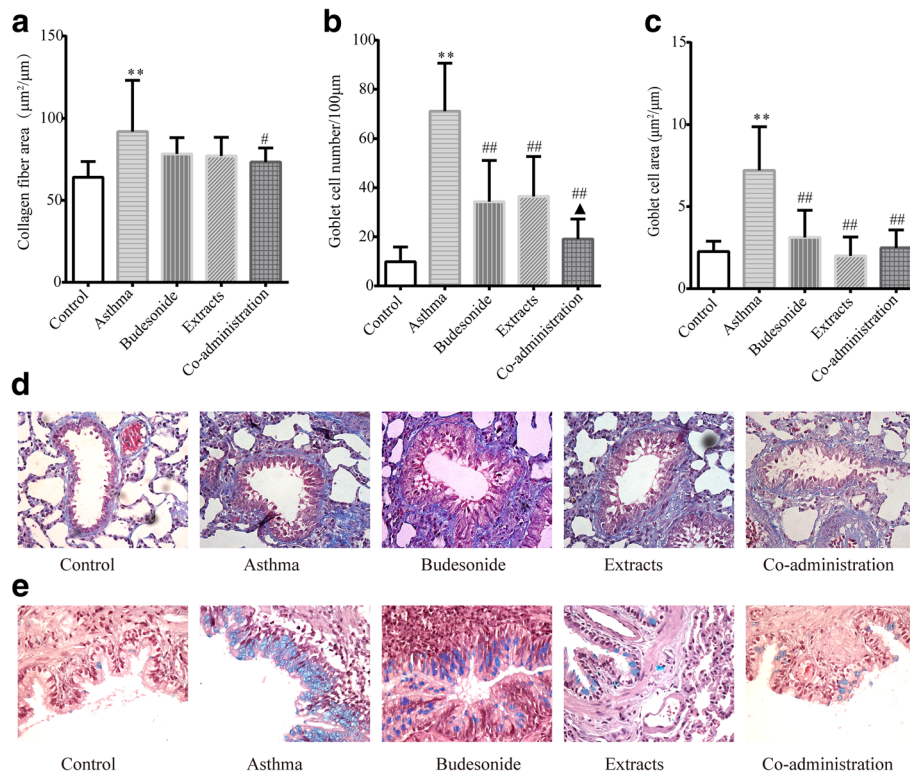 a
Collagen fiber area (μm²/μm)
150
100
50
0
**
#
Control
Asthma
Budesonide
Extracts
Co-administration
b
Goblet cell number/100μm
100
80
60
40
20
0
**
##
##
##
▲
Control
Asthma
Budesonide
Extracts
Co-administration
c
Goblet cell area (μm²/μm)
15
10
5
0
**
##
##
##
Control
Asthma
Budesonide
Extracts
Co-administration
d
Control Asthma Budesonide Extracts Co-administration
e
Control Asthma Budesonide Extracts Co-administration